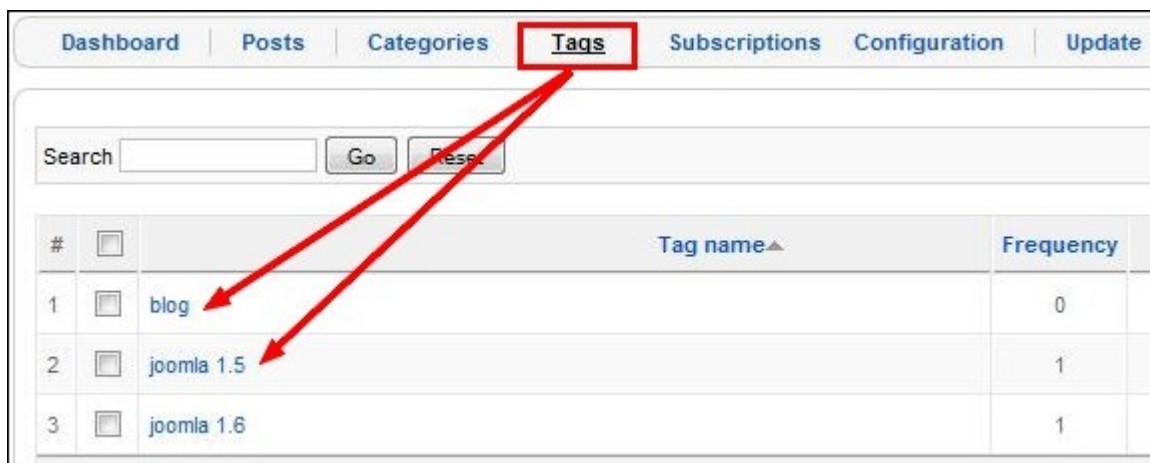 Dashboard Posts Categories Tags Subscriptions Configuration Update
Search Go Reset
# Tag name Frequency
1 blog 0
2 joomla 1.5 1
3 joomla 1.6 1